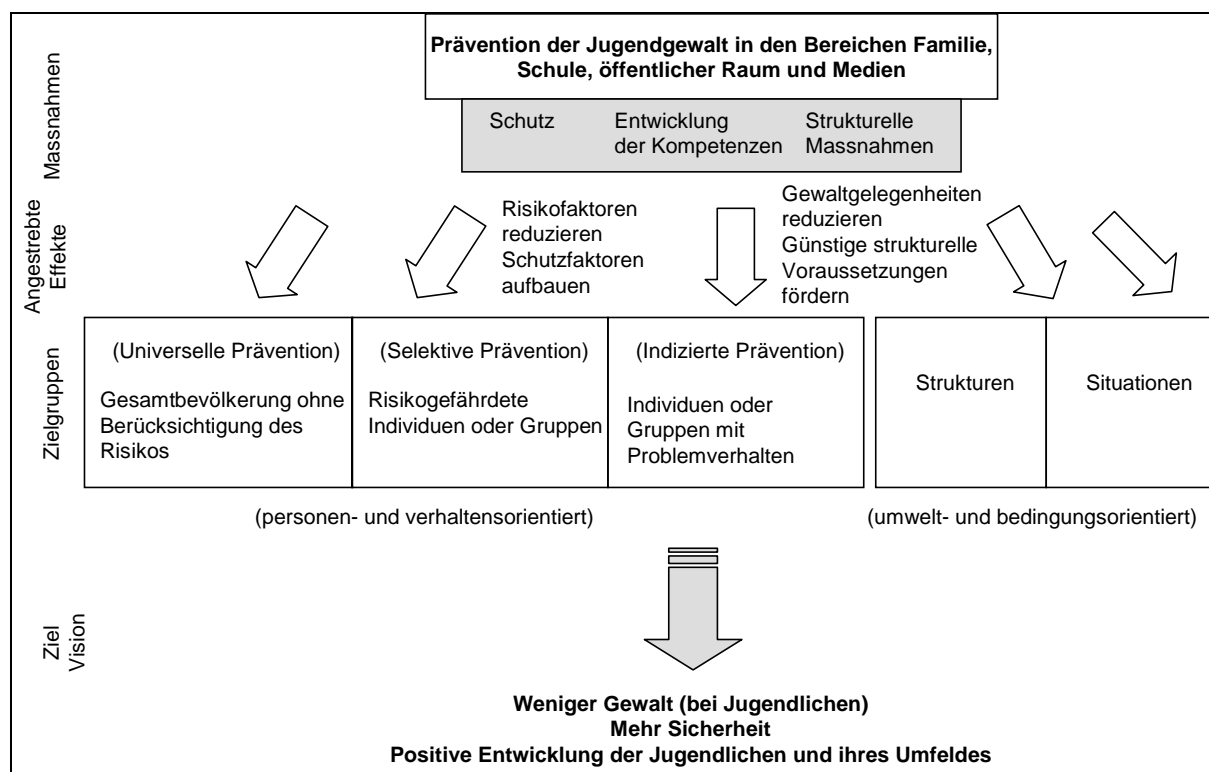 Prävention der Jugendgewalt in den Bereichen Familie,
Schule, öffentlicher Raum und Medien
Massnahmen
Schutz
Entwicklung
der Kompetenzen
Strukturelle
Massnahmen
Angestrebte
Effekte
Risikofaktoren
reduzieren
Schutzfaktoren
aufbauen
Gewaltgelegenheiten
reduzieren
Günstige strukturelle
Voraussetzungen
fördern
Zielgruppen
(Universelle Prävention)
Gesamtbevölkerung ohne
Berücksichtigung des
Risikos
(Selektive Prävention)
Risikogefährdete
Individuen oder Gruppen
(Indizierte Prävention)
Individuen oder
Gruppen mit
Problemverhalten
Strukturen
Situationen
(personen- und verhaltensorientiert)
(umwelt- und bedingungsorientiert)
Ziel
Vision
Weniger Gewalt (bei Jugendlichen)
Mehr Sicherheit
Positive Entwicklung der Jugendlichen und ihres Umfeldes